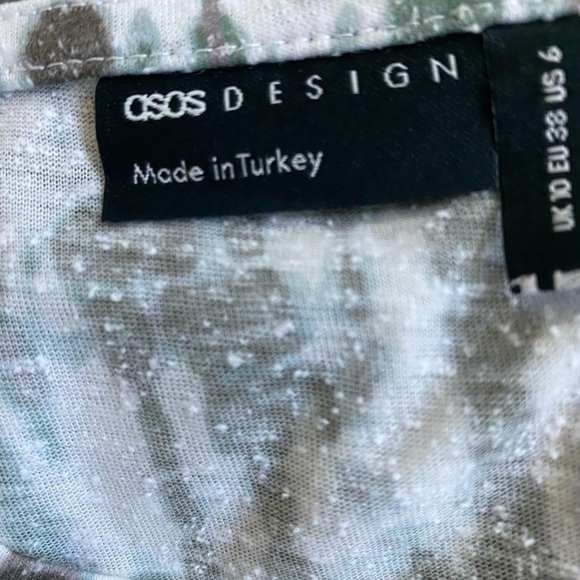 asos DESIGN
Made in Turkey
UK 10 EU 38 US 6